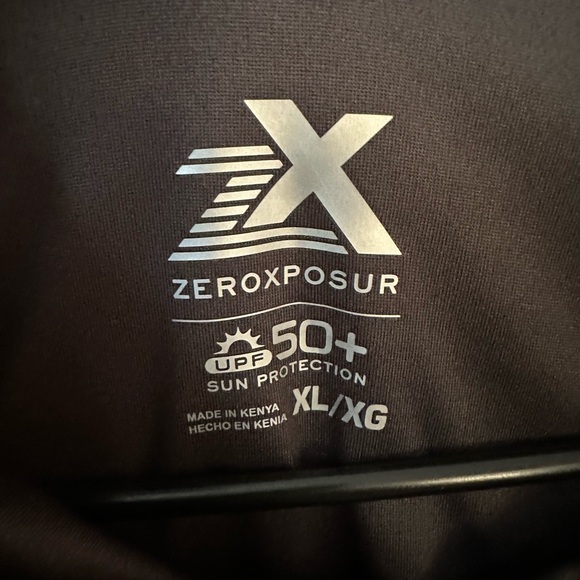 ZX
ZEROXPOSUR
UPF 50+
SUN PROTECTION
MADE IN KENYA XL/XG
HECHO EN KENIA